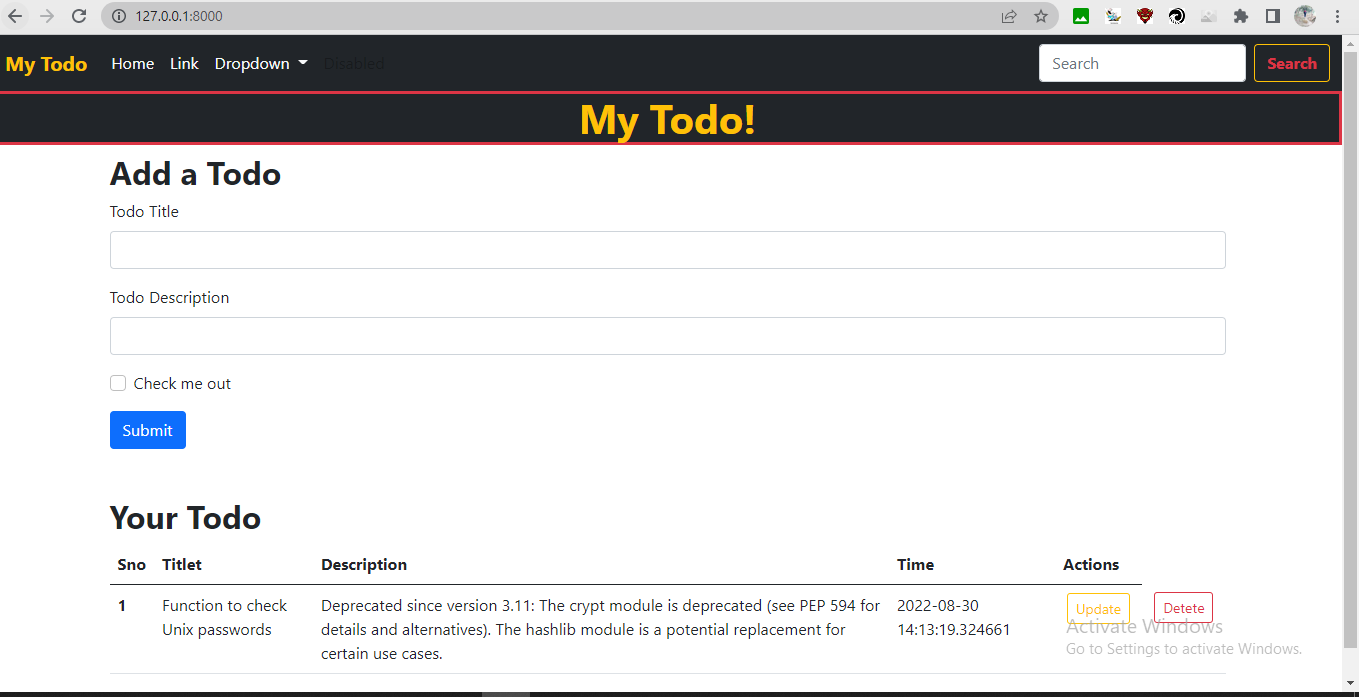 127.0.0.1:8000
My Todo Home Link Dropdown Disabled Search Search
My Todo!
Add a Todo
Todo Title
Todo Description
Check me out
Submit
Your Todo
Sno Titlet Description Time Actions
1 Function to check Deprecated since version 3.11: The crypt module is deprecated (see PEP 594 for 2022-08-30 Update Detete
Unix passwords details and alternatives). The hashlib module is a potential replacement for 14:13:19.324661
certain use cases.
Activate Windows
Go to Settings to activate Windows.